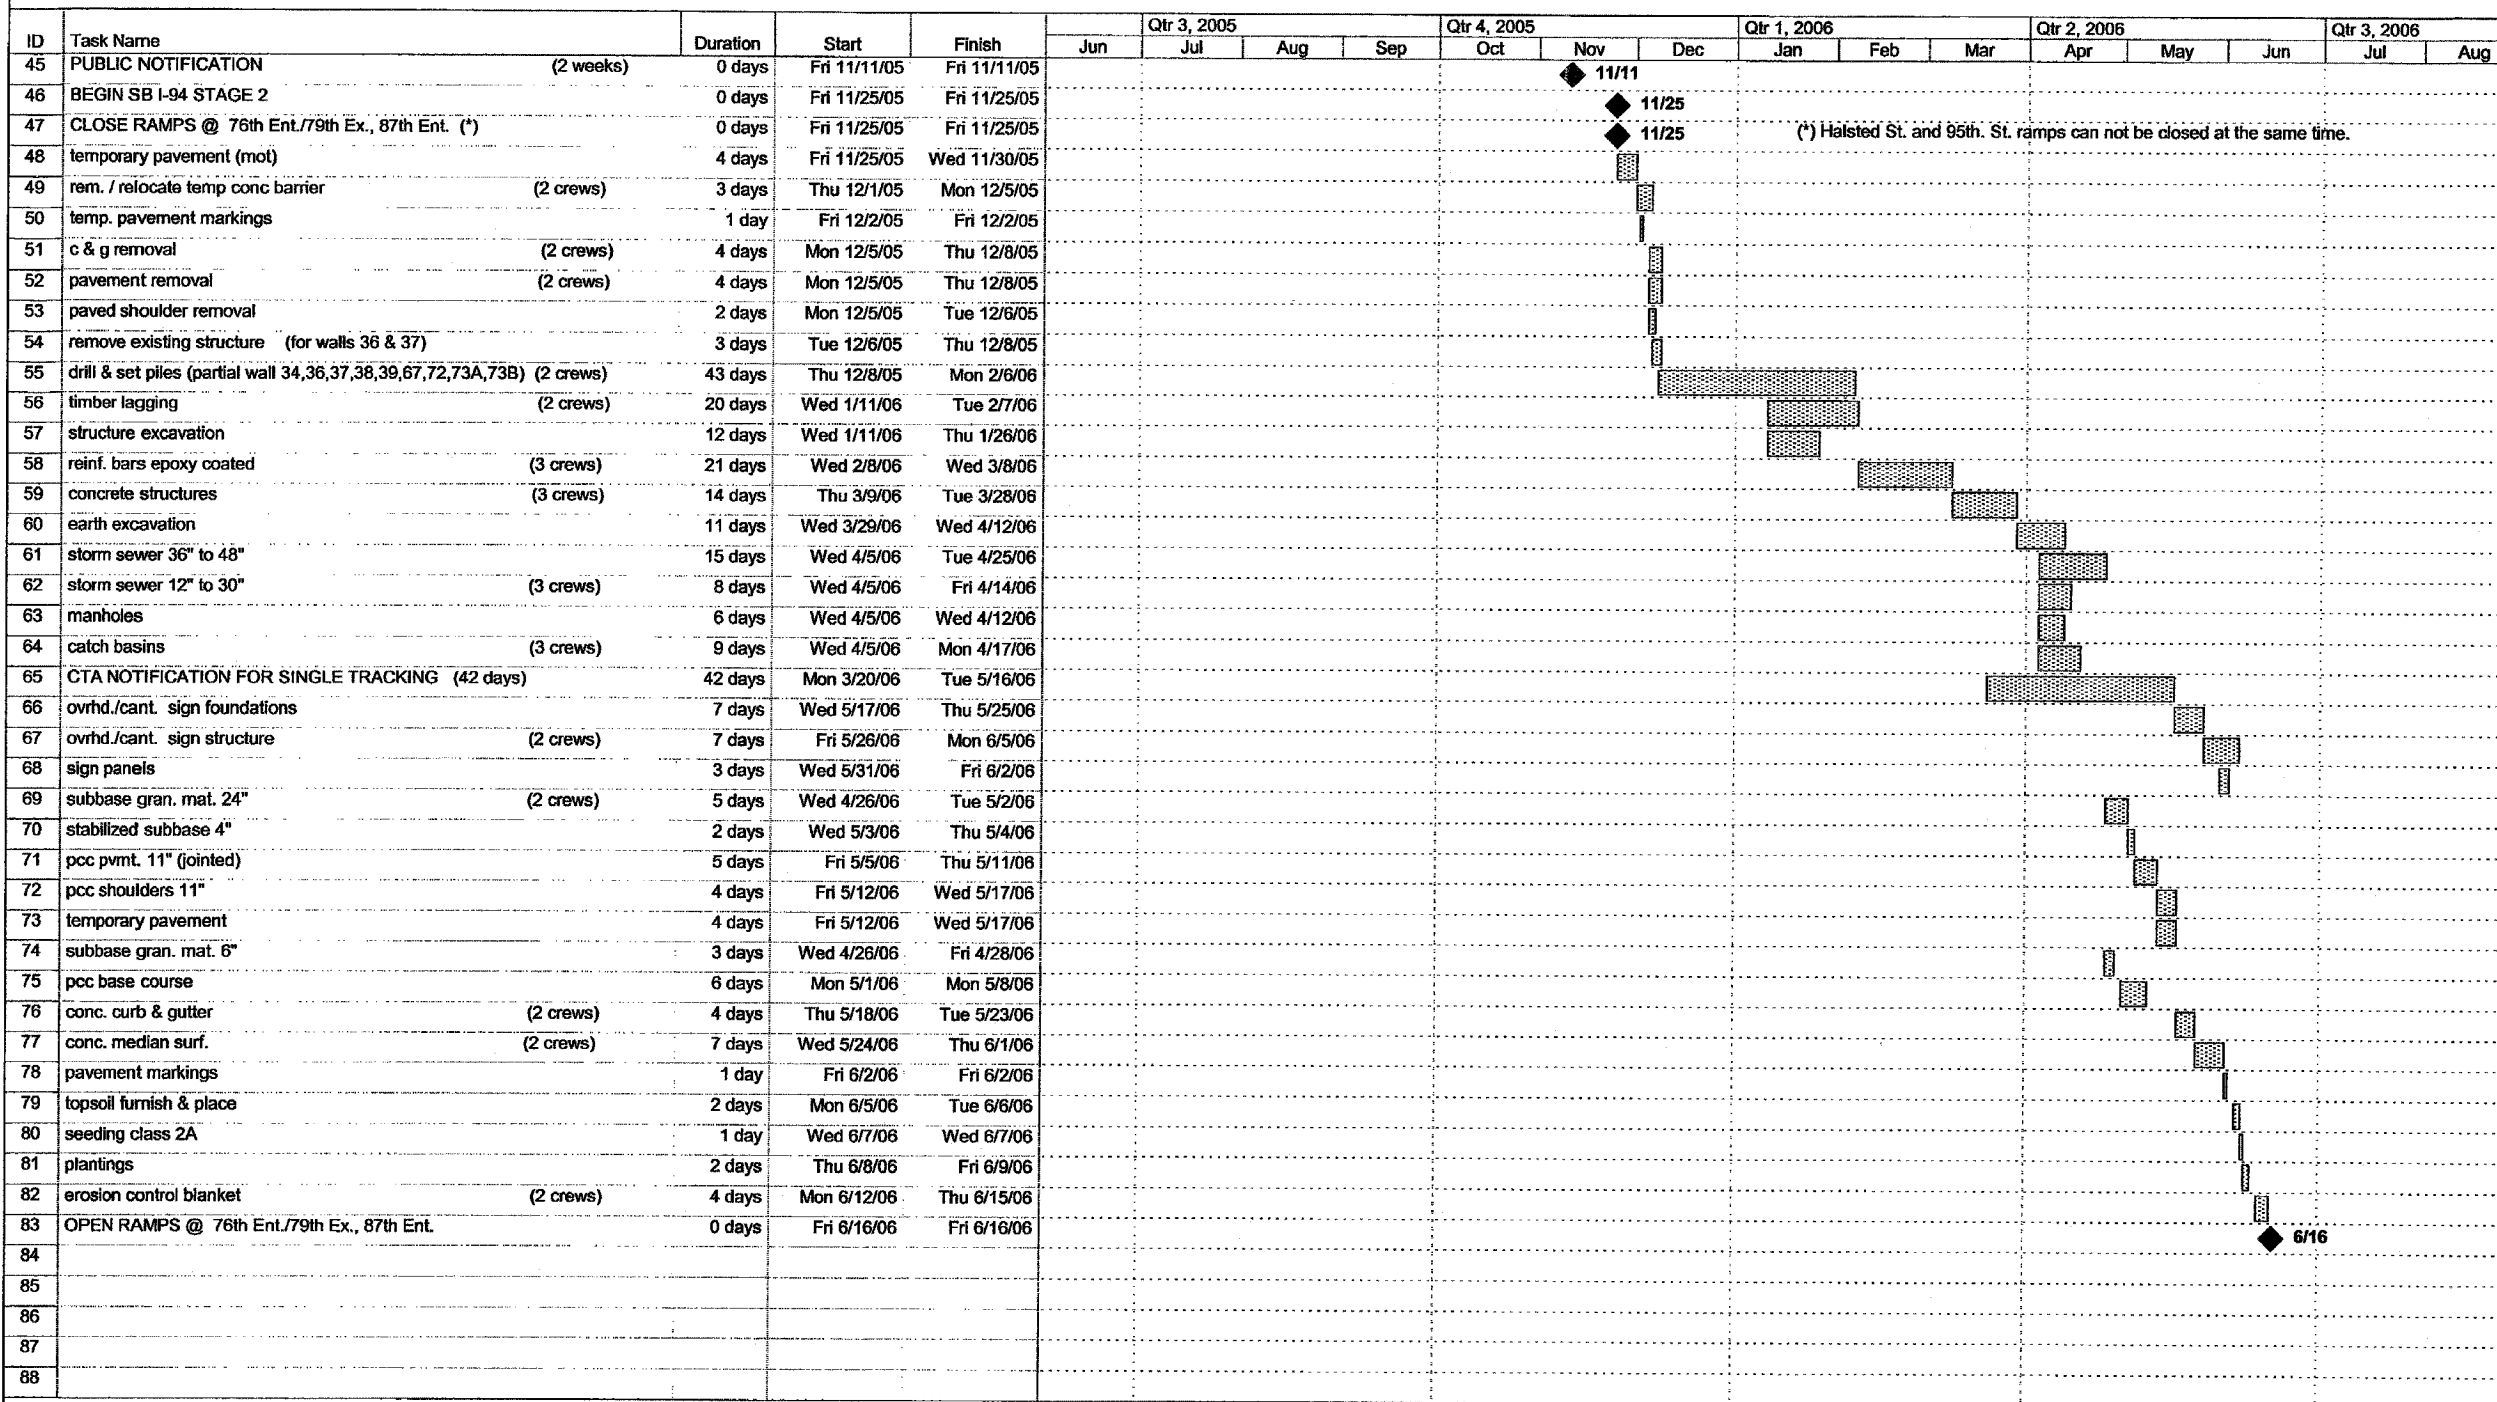 Qtr 3, 2005 Qtr 4, 2005 Qtr 1, 2006 Qtr 2, 2006 Qtr 3, 2006
ID Task Name Duration Start Finish Jun Jul Aug Sep Oct Nov Dec Jan Feb Mar Apr May Jun Jul Aug
45 PUBLIC NOTIFICATION (2 weeks) 0 days Fri 11/11/05 Fri 11/11/05 11/11
46 BEGIN SB I-94 STAGE 2 0 days Fri 11/25/05 Fri 11/25/05 11/25
47 CLOSE RAMPS @ 76th Ent./79th Ex., 87th Ent. (*) 0 days Fri 11/25/05 Fri 11/25/05 11/25 (*) Halsted St. and 95th. St. ramps can not be closed at the same time.
48 temporary pavement (mot) 4 days Fri 11/25/05 Wed 11/30/05
49 rem. / relocate temp conc barrier (2 crews) 3 days Thu 12/1/05 Mon 12/5/05
50 temp. pavement markings 1 day Fri 12/2/05 Fri 12/2/05
51 c & g removal (2 crews) 4 days Mon 12/5/05 Thu 12/8/05
52 pavement removal (2 crews) 4 days Mon 12/5/05 Thu 12/8/05
53 paved shoulder removal 2 days Mon 12/5/05 Tue 12/6/05
54 remove existing structure (for walls 36 & 37) 3 days Tue 12/6/05 Thu 12/8/05
55 drill & set piles (partial wall 34,36,37,38,39,67,72,73A,73B) (2 crews) 43 days Thu 12/8/05 Mon 2/6/06
56 timber lagging (2 crews) 20 days Wed 1/11/06 Tue 2/7/06
57 structure excavation 12 days Wed 1/11/06 Thu 1/26/06
58 reinf. bars epoxy coated (3 crews) 21 days Wed 2/8/06 Wed 3/8/06
59 concrete structures (3 crews) 14 days Thu 3/9/06 Tue 3/28/06
60 earth excavation 11 days Wed 3/29/06 Wed 4/12/06
61 storm sewer 36" to 48" 15 days Wed 4/5/06 Tue 4/25/06
62 storm sewer 12" to 30" (3 crews) 8 days Wed 4/5/06 Fri 4/14/06
63 manholes 6 days Wed 4/5/06 Wed 4/12/06
64 catch basins (3 crews) 9 days Wed 4/5/06 Mon 4/17/06
65 CTA NOTIFICATION FOR SINGLE TRACKING (42 days) 42 days Mon 3/20/06 Tue 5/16/06
66 ovrhd./cant. sign foundations 7 days Wed 5/17/06 Thu 5/25/06
67 ovrhd./cant. sign structure (2 crews) 7 days Fri 5/26/06 Mon 6/5/06
68 sign panels 3 days Wed 5/31/06 Fri 6/2/06
69 subbase gran. mat. 24" (2 crews) 5 days Wed 4/26/06 Tue 5/2/06
70 stabilized subbase 4" 2 days Wed 5/3/06 Thu 5/4/06
71 pcc pvmt. 11" (jointed) 5 days Fri 5/5/06 Thu 5/11/06
72 pcc shoulders 11" 4 days Fri 5/12/06 Wed 5/17/06
73 temporary pavement 4 days Fri 5/12/06 Wed 5/17/06
74 subbase gran. mat. 6" 3 days Wed 4/26/06 Fri 4/28/06
75 pcc base course 6 days Mon 5/1/06 Mon 5/8/06
76 conc. curb & gutter (2 crews) 4 days Thu 5/18/06 Tue 5/23/06
77 conc. median surf. (2 crews) 7 days Wed 5/24/06 Thu 6/1/06
78 pavement markings 1 day Fri 6/2/06 Fri 6/2/06
79 topsoil furnish & place 2 days Mon 6/5/06 Tue 6/6/06
80 seeding class 2A 1 day Wed 6/7/06 Wed 6/7/06
81 plantings 2 days Thu 6/8/06 Fri 6/9/06
82 erosion control blanket (2 crews) 4 days Mon 6/12/06 Thu 6/15/06
83 OPEN RAMPS @ 76th Ent./79th Ex., 87th Ent. 0 days Fri 6/16/06 Fri 6/16/06 6/16
84
85
86
87
88